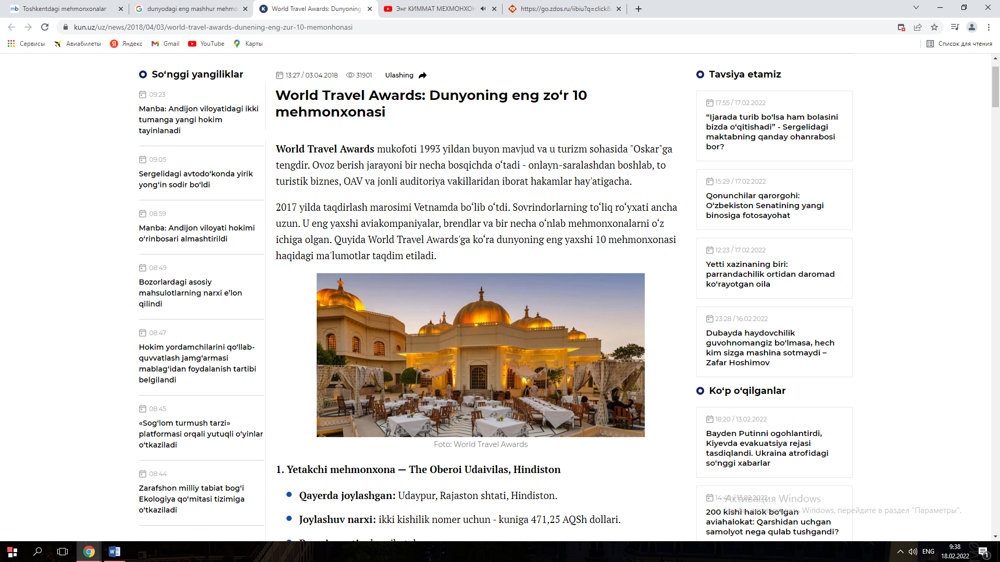 Toshkentdagi mehmonxonalar
dunyodagi eng mashhur mehmo
World Travel Awards: Dunyoning
Энг КИММАТ МЕХМОНХОН
https://go.zdos.ru/iibiu?q=click&
kun.uz/uz/news/2018/04/03/world-travel-awards-dunening-eng-zur-10-memonhonasi
Сервисы
Авиабилеты
Яндекс
Gmail
YouTube
Карты
Список для чтения
So‘nggi yangiliklar
09:23
Manba: Andijon viloyatidagi ikki
tumanga yangi hokim
tayinlanadi
09:05
Sergelidagi avtodo‘konda yirik
yong‘in sodir bo‘ldi
08:59
Manba: Andijon viloyati hokimi
o‘rinbosari almashtirildi
08:49
Bozorlardagi asosiy
mahsulotlarning narxi e’lon
qilindi
08:47
Hokim yordamchilarini qo‘llab-
quvvatlash jamg‘armasi
mablag‘idan foydalanish tartibi
belgilandi
08:45
«Sog‘lom turmush tarzi»
platformasi orqali yutuqli o‘yinlar
o‘tkaziladi
08:44
Zarafshon milliy tabiat bog‘i
Ekologiya qo‘mitasi tizimiga
o‘tkaziladi
13:27 / 03.04.2018 31901 Ulashing
World Travel Awards: Dunyoning eng zo‘r 10
mehmonxonasi
World Travel Awards mukofoti 1993 yildan buyon mavjud va u turizm sohasida "Oskar"ga
tengdir. Ovoz berish jarayoni bir necha bosqichda o‘tadi - onlayn-saralashdan boshlab, to
turistik biznes, OAV va jonli auditoriya vakillaridan iborat hakamlar hay'atigacha.
2017 yilda taqdirlash marosimi Vetnamda bo‘lib o‘tdi. Sovrindorlarning to‘liq ro‘yxati ancha
uzun. U eng yaxshi aviakompaniyalar, brendlar va bir necha o‘nlab mehmonxonalarni o‘z
ichiga olgan. Quyida World Travel Awards'ga ko‘ra dunyoning eng yaxshi 10 mehmonxonasi
haqidagi ma'lumotlar taqdim etiladi.
Foto: World Travel Awards
1. Yetakchi mehmonxona — The Oberoi Udaivilas, Hindiston
Qayerda joylashgan: Udaypur, Rajaston shtati, Hindiston.
Joylashuv narxi: ikki kishilik nomer uchun - kuniga 471,25 AQSh dollari.
Tavsiya etamiz
17:55 / 17.02.2022
“Ijarada turib bo‘lsa ham bolasini
bizda o‘qitishadi” - Sergelidagi
maktabning qanday ohanrabosi
bor?
15:29 / 17.02.2022
Qonunchilar qarorgohi:
O‘zbekiston Senatining yangi
binosiga fotosayohat
12:23 / 17.02.2022
Yetti xazinaning biri:
parrandachilik ortidan daromad
ko‘rayotgan oila
23:28 / 16.02.2022
Dubayda haydovchilik
guvohnomangiz bo‘lmasa, hech
kim sizga mashina sotmaydi –
Zafar Hoshimov
Ko‘p o‘qilganlar
18:20 / 13.02.2022
Bayden Putinni ogohlantirdi,
Kiyevda evakuatsiya rejasi
tasdiqlandi. Ukraina atrofidagi
so‘nggi xabarlar
14:40 / 13.02.2022
200 kishi halok bo‘lgan
aviahalokat: Qarshidan uchgan
samolyot nega qulab tushgandi?
Активация Windows
Чтобы активировать Windows, перейдите в раздел "Параметры".
ENG
9:38
18.02.2022
1